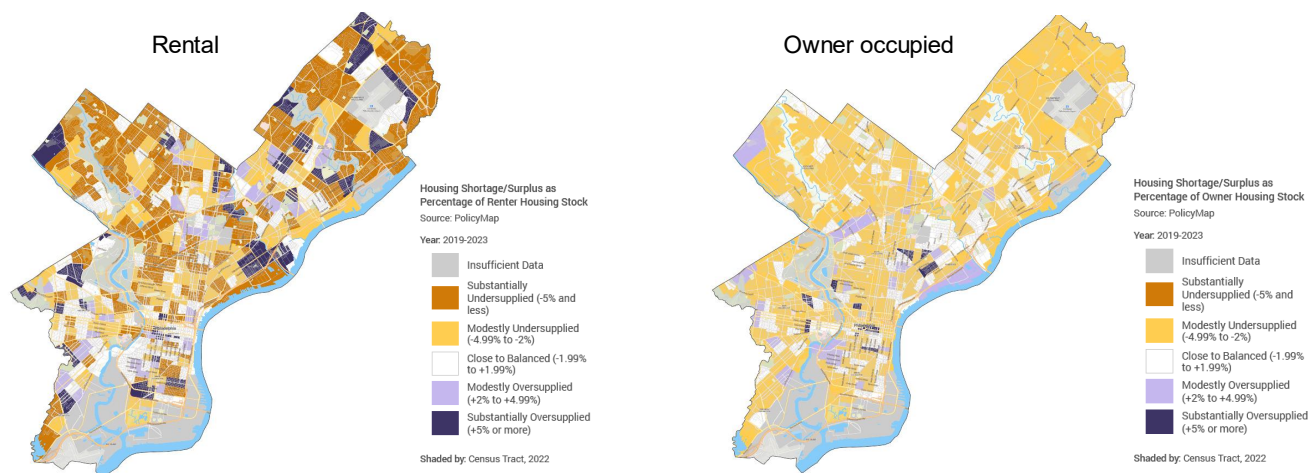 Rental
Housing Shortage/Surplus as
Percentage of Renter Housing Stock
Source: PolicyMap
Year: 2019-2023
Insufficient Data
Substantially
Undersupplied (-5% and
less)
Modestly Undersupplied
(-4.99% to -2%)
Close to Balanced (-1.99%
to +1.99%)
Modestly Oversupplied
(+2% to +4.99%)
Substantially Oversupplied
(+5% or more)
Shaded by: Census Tract, 2022
Owner occupied
Housing Shortage/Surplus as
Percentage of Owner Housing Stock
Source: PolicyMap
Year: 2019-2023
Insufficient Data
Substantially
Undersupplied (-5% and
less)
Modestly Undersupplied
(-4.99% to -2%)
Close to Balanced (-1.99%
to +1.99%)
Modestly Oversupplied
(+2% to +4.99%)
Substantially Oversupplied
(+5% or more)
Shaded by: Census Tract, 2022